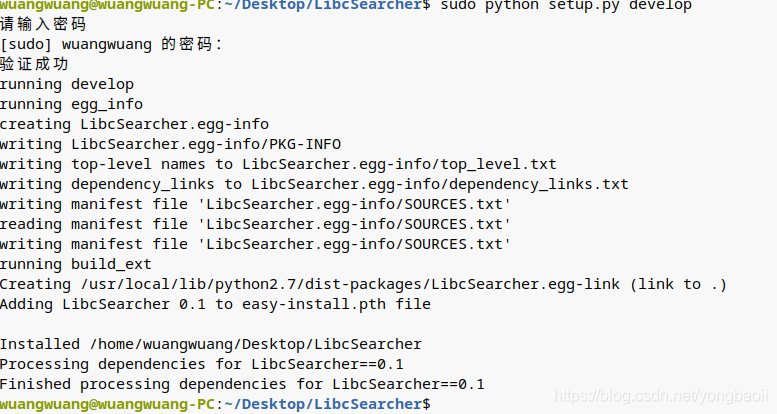 wuangwuang@wuangwuang-PC:~/Desktop/LibcSearcher$ sudo python setup.py develop
请输入密码
[sudo] wuangwuang 的密码：
验证成功
running develop
running egg_info
creating LibcSearcher.egg-info
writing LibcSearcher.egg-info/PKG-INFO
writing top-level names to LibcSearcher.egg-info/top_level.txt
writing dependency_links to LibcSearcher.egg-info/dependency_links.txt
writing manifest file 'LibcSearcher.egg-info/SOURCES.txt'
reading manifest file 'LibcSearcher.egg-info/SOURCES.txt'
writing manifest file 'LibcSearcher.egg-info/SOURCES.txt'
running build_ext
Creating /usr/local/lib/python2.7/dist-packages/LibcSearcher.egg-link (link to .)
Adding LibcSearcher 0.1 to easy-install.pth file
Installed /home/wuangwuang/Desktop/LibcSearcher
Processing dependencies for LibcSearcher==0.1
Finished processing dependencies for LibcSearcher==0.1
wuangwuang@wuangwuang-PC:~/Desktop/LibcSearcher$
https://blog.csdn.net/yongbaoii